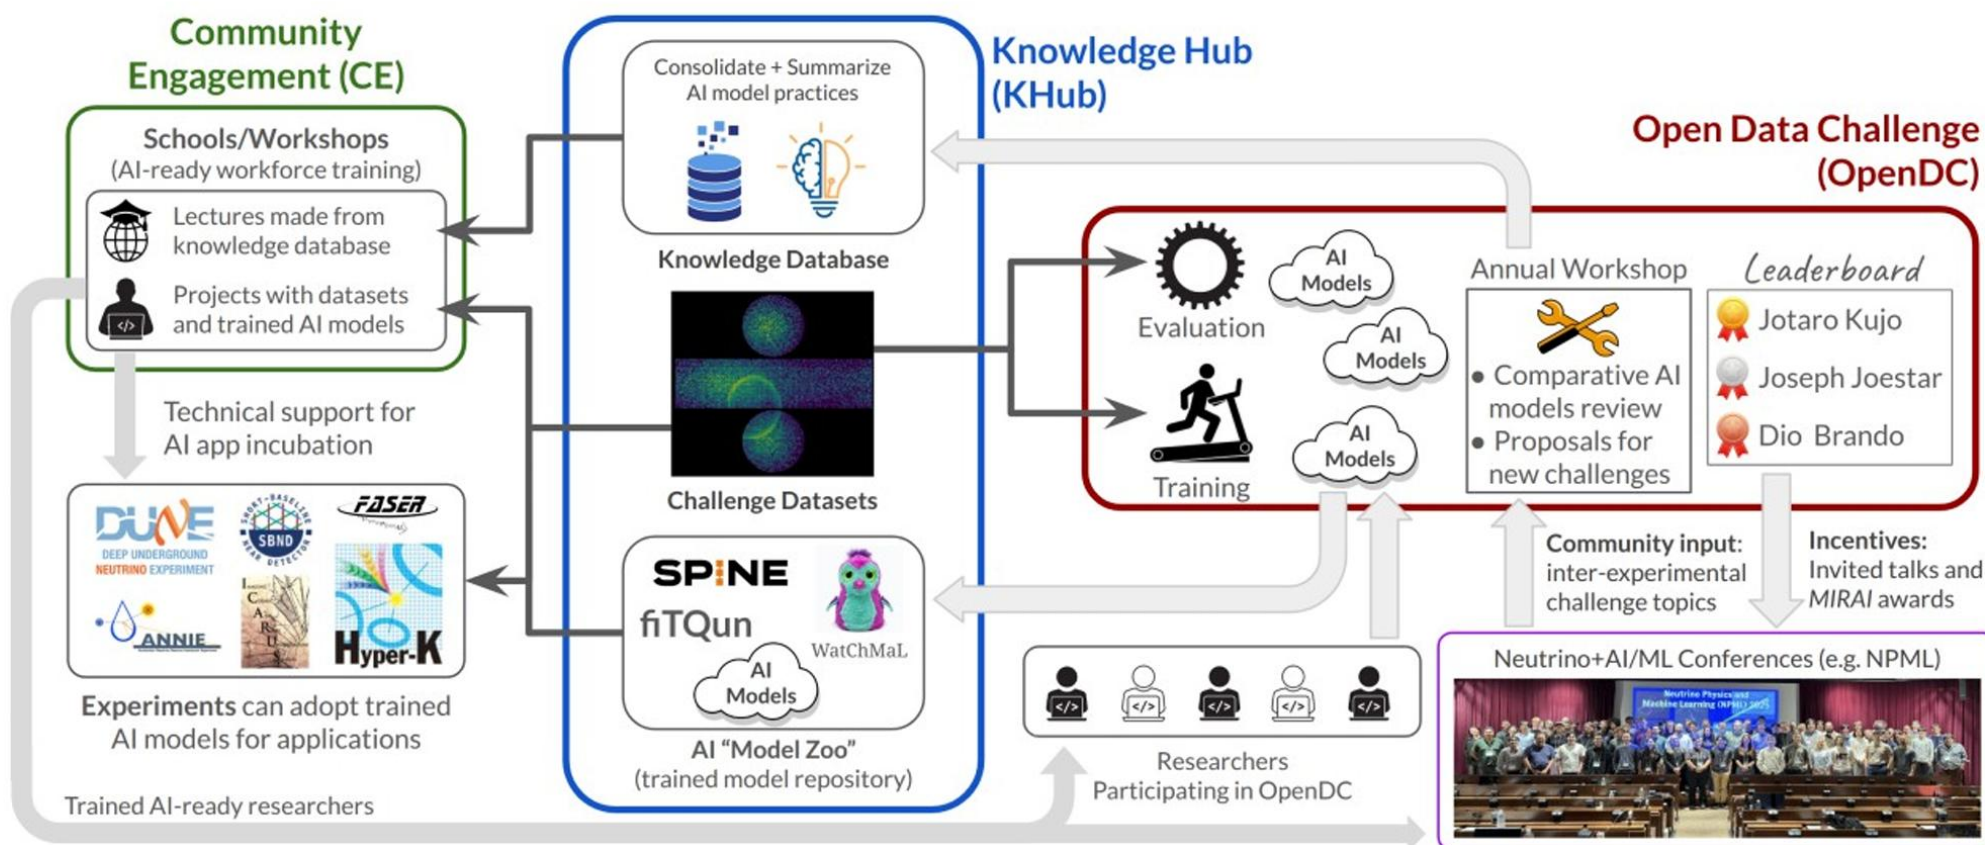 Community
Engagement (CE)
Schools/Workshops
(AI-ready workforce training)
Lectures made from
knowledge database
Projects with datasets
and trained AI models
Technical support for
AI app incubation
DUNE
DEEP UNDERGROUND
NEUTRINO EXPERIMENT
SHORT-BASELINE
NEAR DETECTOR
SBND
FASER
ANNIE
ICARUS
Hyper-K
Experiments can adopt trained
AI models for applications
Trained AI-ready researchers
Knowledge Hub
(KHub)
Consolidate + Summarize
AI model practices
Knowledge Database
Challenge Datasets
SPINE
fiTQun
WatChMaL
AI
Models
AI “Model Zoo”
(trained model repository)
Open Data Challenge
(OpenDC)
Evaluation
Training
AI
Models
AI
Models
AI
Models
Annual Workshop
● Comparative AI
models review
● Proposals for
new challenges
Leaderboard
Jotaro Kujo
Joseph Joestar
Dio Brando
Community input:
inter-experimental
challenge topics
Incentives:
Invited talks and
MIRAI awards
</>
</>
</>
</>
</>
Researchers
Participating in OpenDC
Neutrino+AI/ML Conferences (e.g. NPML)
Neutrino Physics and
Machine Learning (NPML) 2025